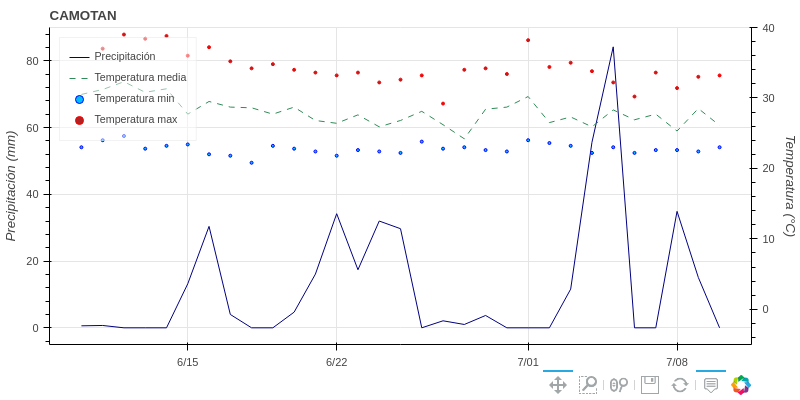 CAMOTAN
Precipitación
Temperatura media
Temperatura min
Temperatura max
Precipitación (mm)
80
60
40
20
0
Temperatura (°C)
40
30
20
10
0
6/15
6/22
7/01
7/08